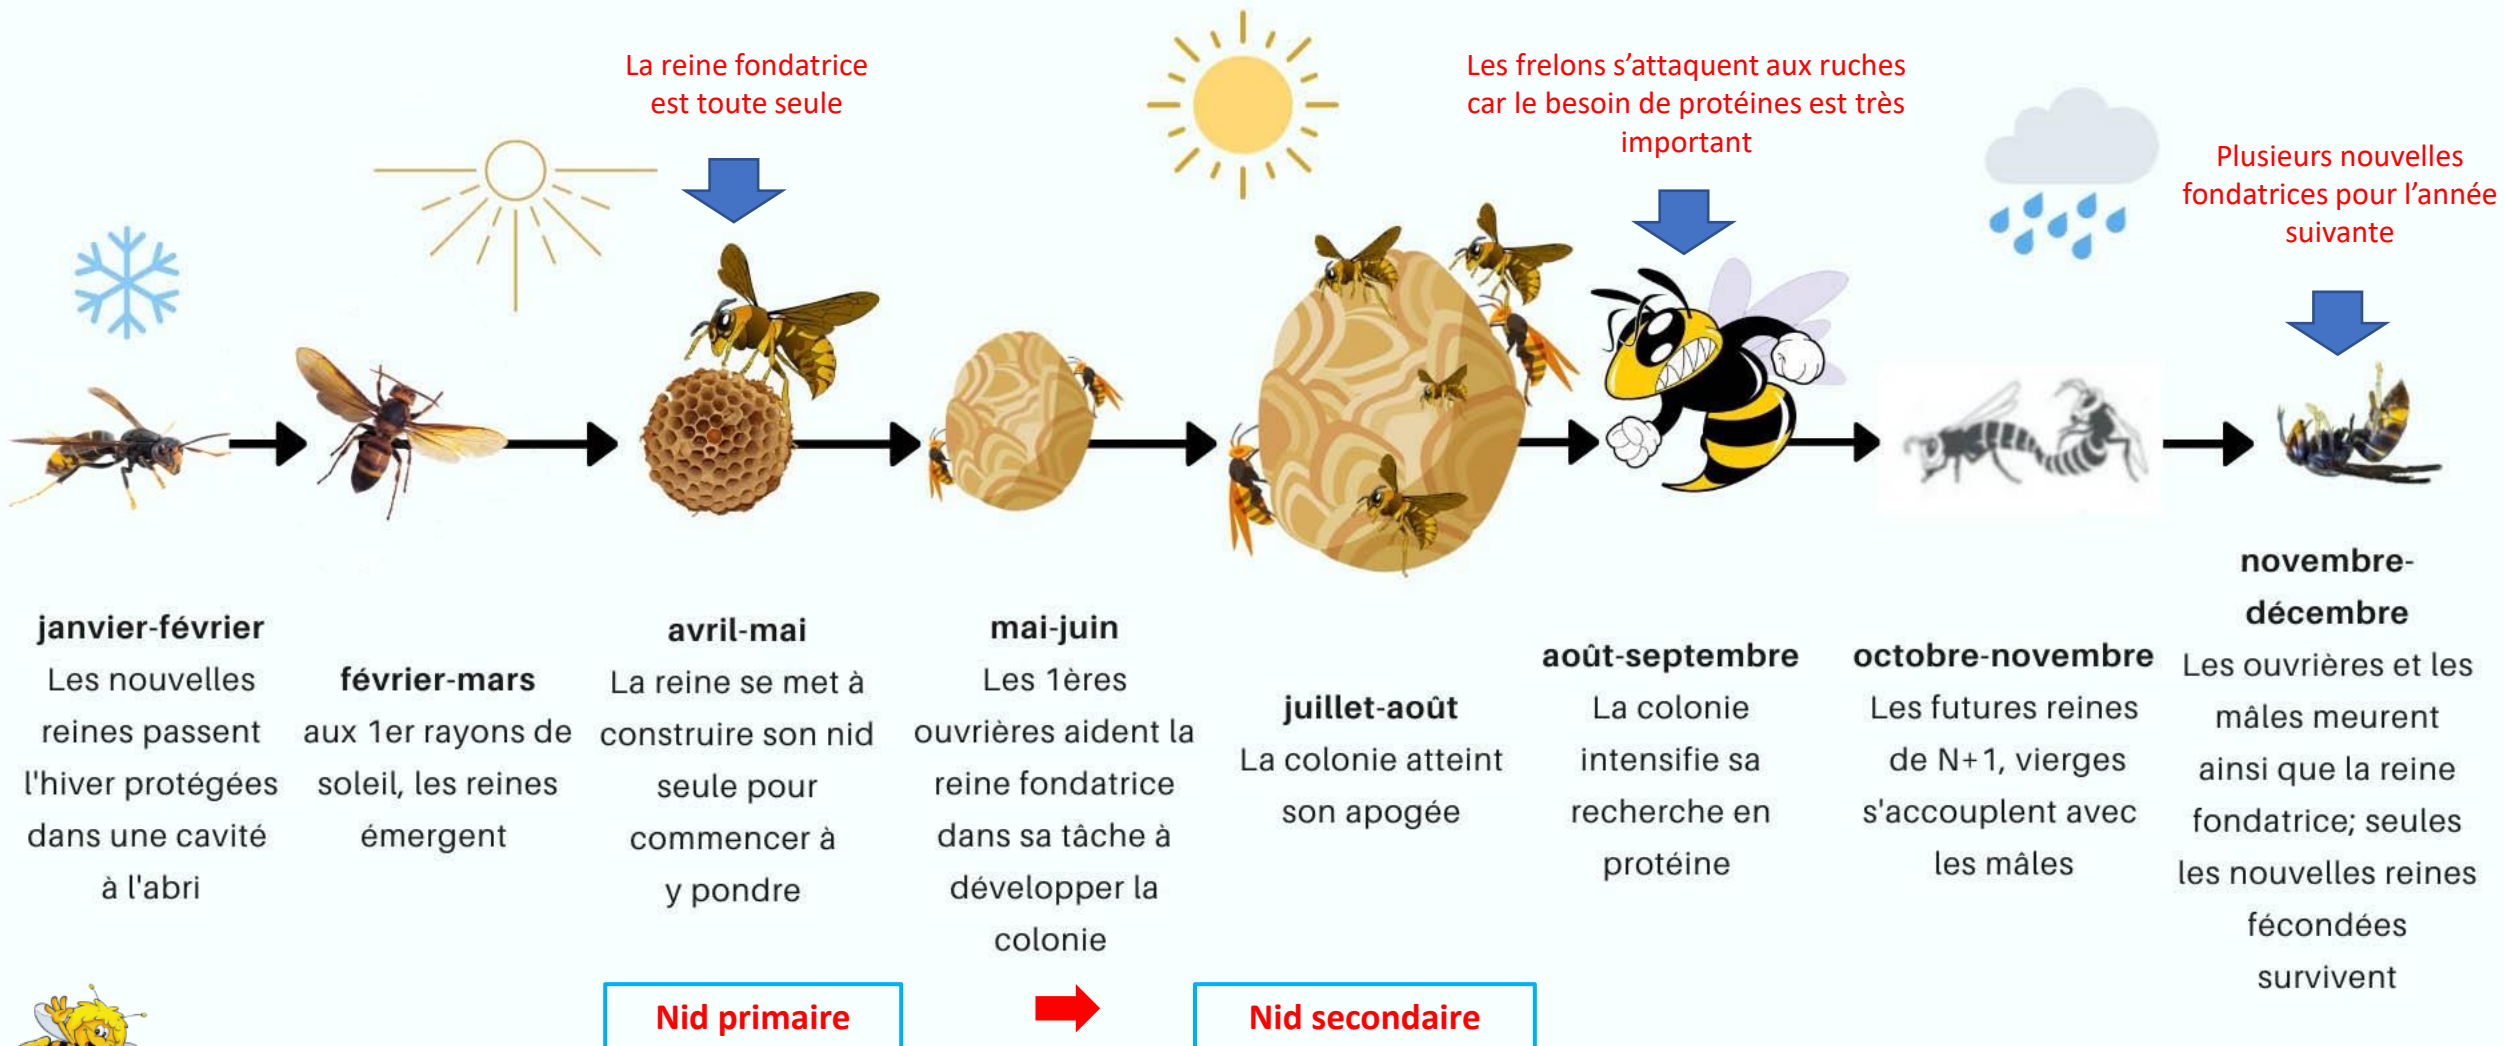 La reine fondatrice
est toute seule
Les frelons s'attaquent aux ruches
car le besoin de protéines est très
important
Plusieurs nouvelles
fondatrices pour l'année
suivante
janvier-février
Les nouvelles
reines passent
l'hiver protégées
dans une cavité
à l'abri
février-mars
aux 1er rayons de
soleil, les reines
émergent
avril-mai
La reine se met à
construire son nid
seule pour
commencer à
y pondre
mai-juin
Les 1ères
ouvrières aident la
reine fondatrice
dans sa tâche à
développer la
colonie
juillet-août
La colonie atteint
son apogée
août-septembre
La colonie
intensifie sa
recherche en
protéine
octobre-novembre
Les futures reines
de N+1, vierges
s'accouplent avec
les mâles
novembre-
décembre
Les ouvrières et les
mâles meurent
ainsi que la reine
fondatrice; seules
les nouvelles reines
fécondées
survivent
Nid primaire
Nid secondaire